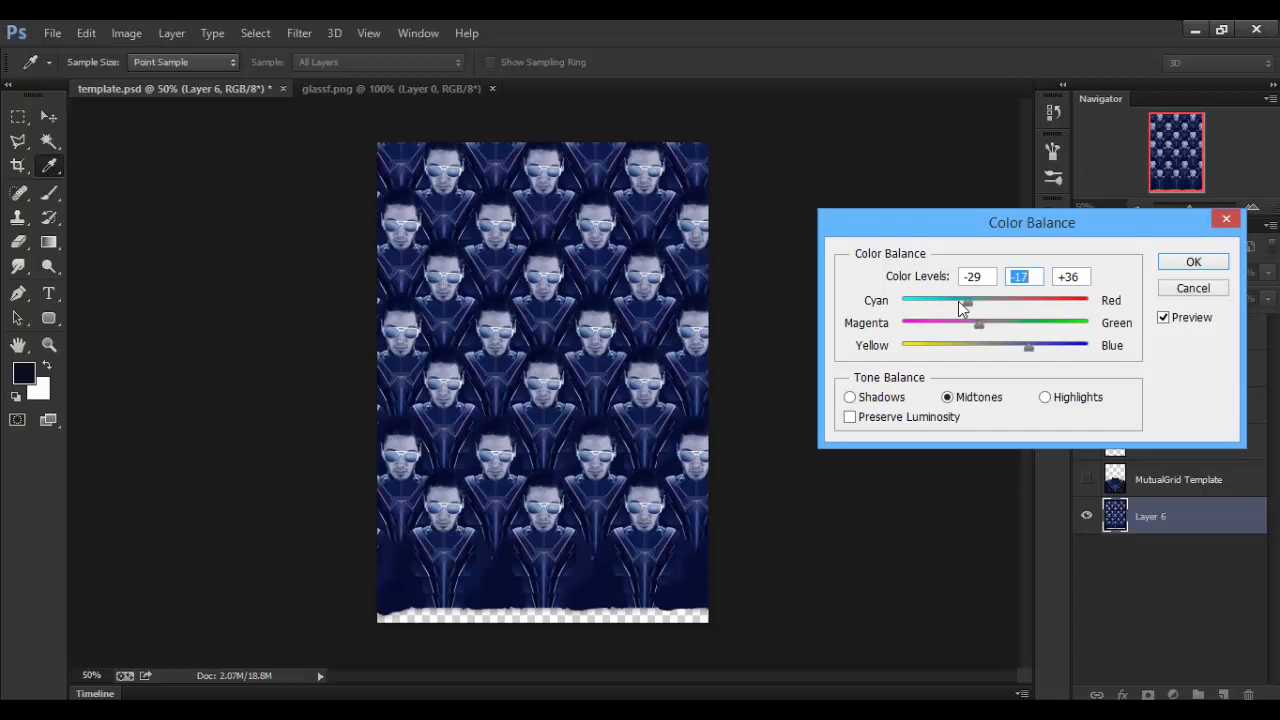 Ps File Edit Image Layer Type Select Filter 3D View Window Help
Sample Size: Point Sample Sample: All Layers Show Sampling Ring 3D
template.psd @ 50% (Layer 6, RGB/8*) * glassf.png @ 100% (Layer 0, RGB/8*)
Navigator
Color Balance
Color Balance
Color Levels: -29 -17 +36
Cyan Red
Magenta Green
Yellow Blue
OK
Cancel
Preview
Tone Balance
Shadows Midtones Highlights
Preserve Luminosity
MutualGrid Template
Layer 6
50% Doc: 2.07M/18.8M
Timeline